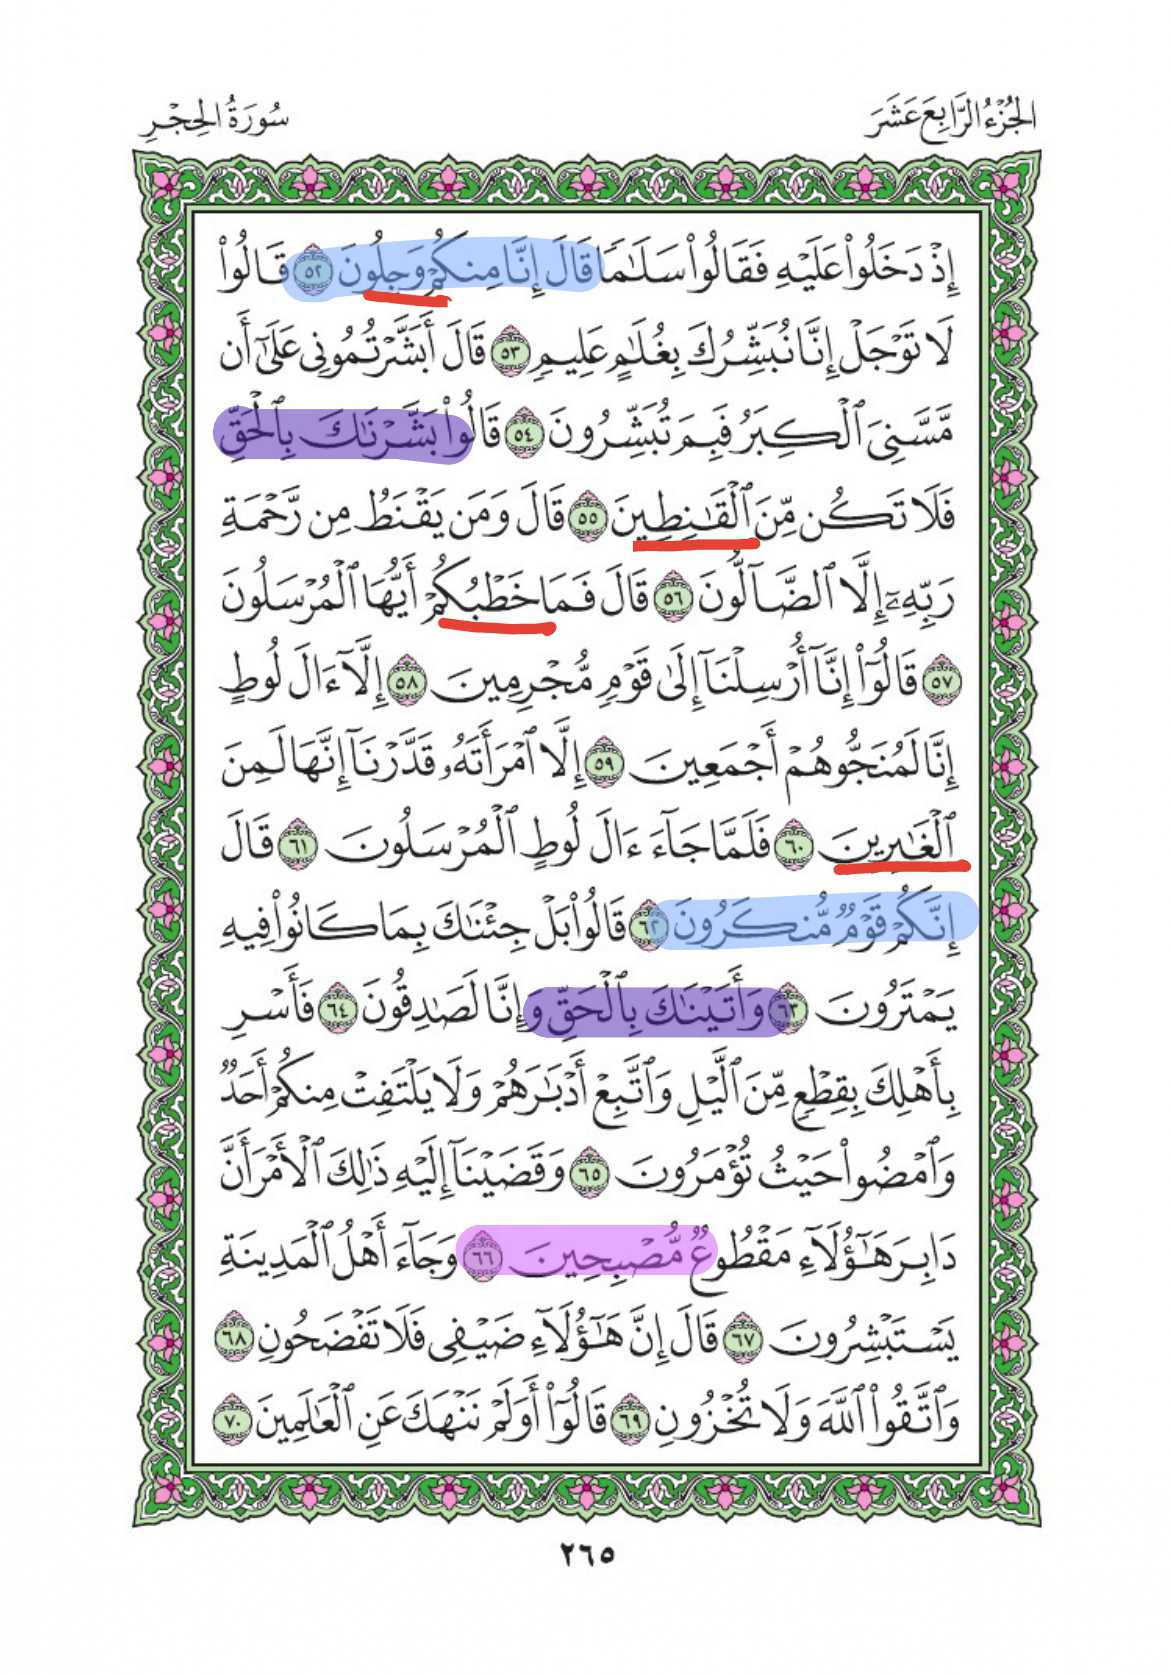 الجُزْءُ الرَّابِعَ عَشَرَ
سُورَةُ الحِجْرِ
إِذْ دَخَلُوا۟ عَلَيْهِ فَقَالُوا۟ سَلَـٰمًا قَالَ إِنَّا مِنكُمْ وَجِلُونَ ٥٢ قَالُوا۟
لَا تَوْجَلْ إِنَّا نُبَشِّرُكَ بِغُلَـٰمٍ عَلِيمٍ ٥٣ قَالَ أَبَشَّرْتُمُونِى عَلَىٰٓ أَن
مَّسَّنِىَ ٱلْكِبَرُ فَبِمَ تُبَشِّرُونَ ٥٤ قَالُوا۟ بَشَّرْنَـٰكَ بِٱلْحَقِّ
فَلَا تَكُن مِّنَ ٱلْقَـٰنِطِينَ ٥٥ قَالَ وَمَن يَقْنَطُ مِن رَّحْمَةِ
رَبِّهِۦٓ إِلَّا ٱلضَّآلُّونَ ٥٦ قَالَ فَمَا خَطْبُكُمْ أَيُّهَا ٱلْمُرْسَلُونَ
٥٧ قَالُوٓا۟ إِنَّآ أُرْسِلْنَآ إِلَىٰ قَوْمٍ مُّجْرِمِينَ ٥٨ إِلَّآ ءَالَ لُوطٍ
إِنَّا لَمُنَجُّوهُمْ أَجْمَعِينَ ٥٩ إِلَّا ٱمْرَأَتَهُۥ قَدَّرْنَآ إِنَّهَا لَمِنَ
ٱلْغَـٰبِرِينَ ٦٠ فَلَمَّا جَآءَ ءَالَ لُوطٍ ٱلْمُرْسَلُونَ ٦١ قَالَ
إِنَّكُمْ قَوْمٌ مُّنكَرُونَ ٦٢ قَالُوا۟ بَلْ جِئْنَـٰكَ بِمَا كَانُوا۟ فِيهِ
يَمْتَرُونَ ٦٣ وَأَتَيْنَـٰكَ بِٱلْحَقِّ وَإِنَّا لَصَـٰدِقُونَ ٦٤ فَأَسْرِ
بِأَهْلِكَ بِقِطْعٍ مِّنَ ٱلَّيْلِ وَٱتَّبِعْ أَدْبَـٰرَهُمْ وَلَا يَلْتَفِتْ مِنكُمْ أَحَدٌ
وَٱمْضُوا۟ حَيْثُ تُؤْمَرُونَ ٦٥ وَقَضَيْنَآ إِلَيْهِ ذَٰلِكَ ٱلْأَمْرَ أَنَّ
دَابِرَ هَـٰٓؤُلَآءِ مَقْطُوعٌ مُّصْبِحِينَ ٦٦ وَجَآءَ أَهْلُ ٱلْمَدِينَةِ
يَسْتَبْشِرُونَ ٦٧ قَالَ إِنَّ هَـٰٓؤُلَآءِ ضَيْفِى فَلَا تَفْضَحُونِ ٦٨
وَٱتَّقُوا۟ ٱللَّهَ وَلَا تُخْزُونِ ٦٩ قَالُوٓا۟ أَوَلَمْ نَنْهَكَ عَنِ ٱلْعَـٰلَمِينَ ٧٠
٢٦٥